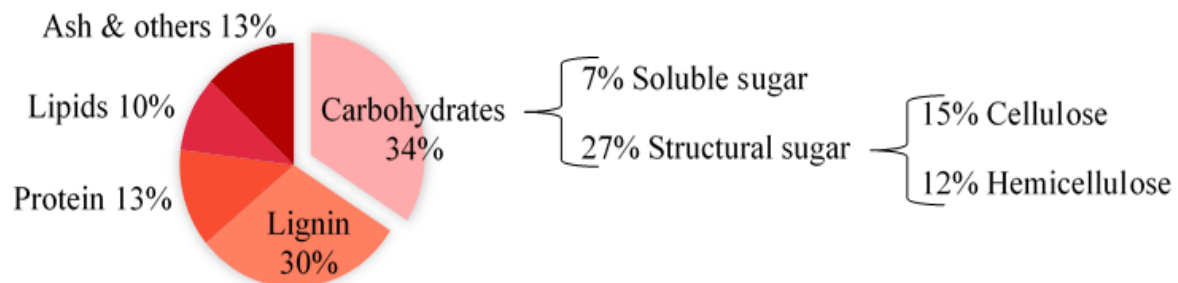 Ash & others 13%
Lipids 10%
Protein 13%
Lignin
30%
Carbohydrates
34%
7% Soluble sugar
27% Structural sugar
15% Cellulose
12% Hemicellulose